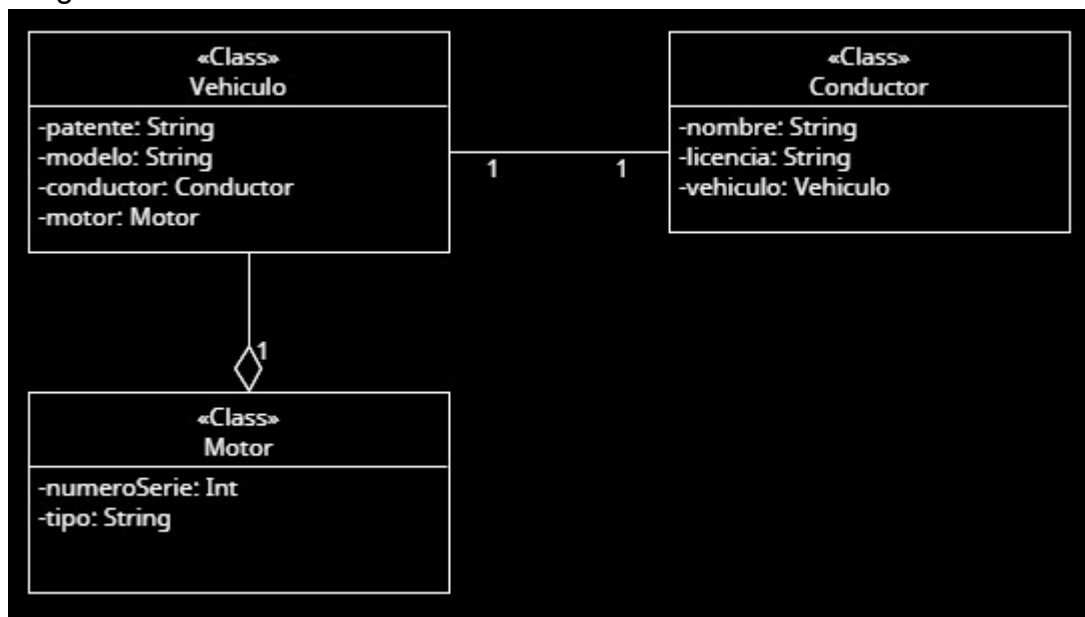 «Class»
Vehiculo
-patente: String
-modelo: String
-conductor: Conductor
-motor: Motor
1
1
«Class»
Conductor
-nombre: String
-licencia: String
-vehiculo: Vehiculo
1
«Class»
Motor
-numeroSerie: Int
-tipo: String